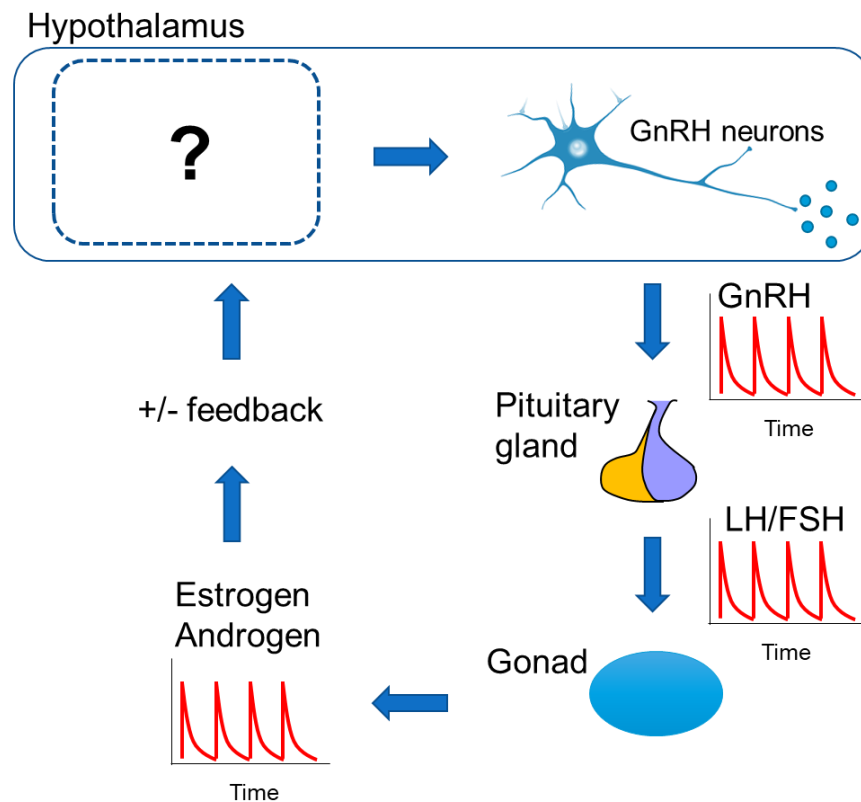 Hypothalamus
?
GnRH neurons
GnRH
Time
Pituitary
gland
+/- feedback
LH/FSH
Time
Estrogen
Androgen
Time
Gonad